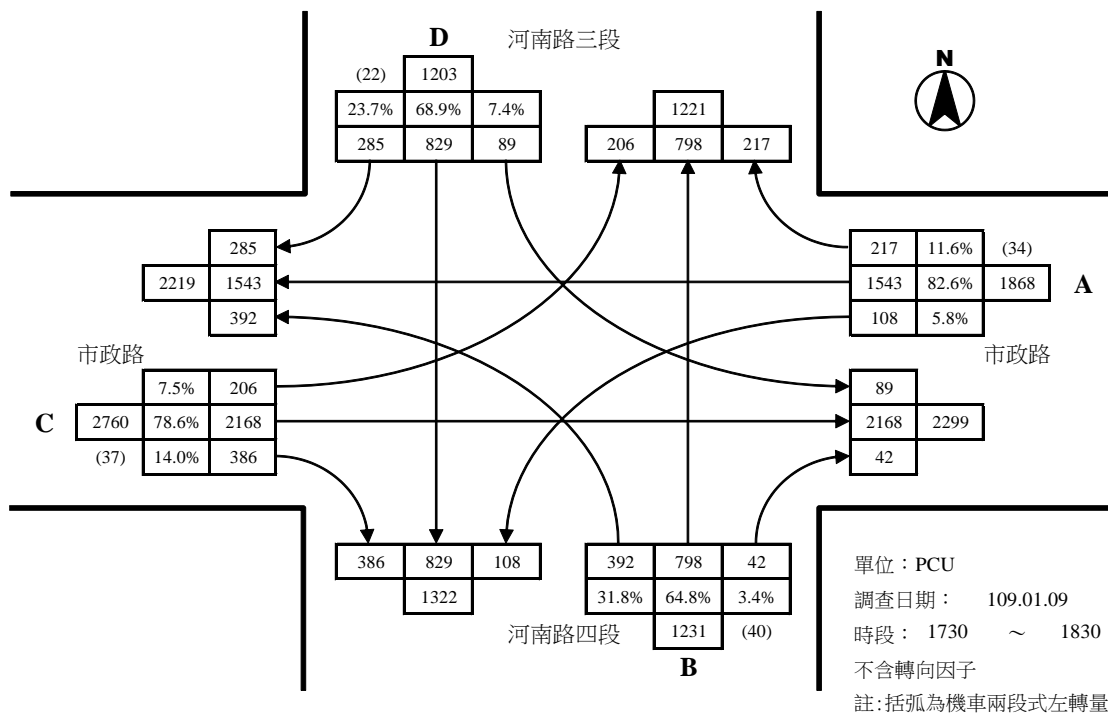 D
河南路三段
N
(22)
1203
23.7% 68.9% 7.4%
285 829 89
1221
206 798 217
285
2219 1543
392
217 11.6% (34)
1543 82.6% 1868
108 5.8%
A
市政路
市政路
7.5% 206
C
2760 78.6% 2168
(37) 14.0% 386
89
2168 2299
42
386 829 108
1322
392 798 42
31.8% 64.8% 3.4%
河南路四段
1231 (40)
B
單位：PCU
調查日期： 109.01.09
時段： 1730 ～ 1830
不含轉向因子
註:括弧為機車兩段式左轉量